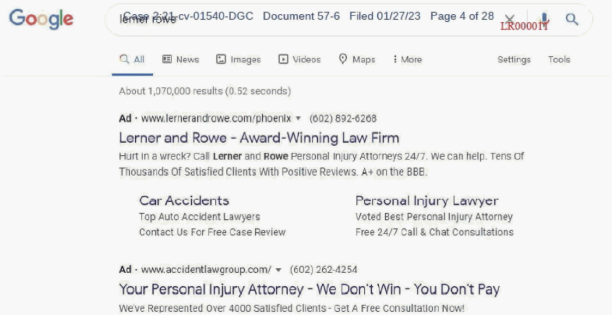 Google
lerner rowe
Case 2:21-cv-01540-DGC Document 57-6 Filed 01/27/23 Page 4 of 28
LR000011
All News Images Videos Maps More Settings Tools
About 1,070,000 results (0.52 seconds)
Ad · www.lernerandrowe.com/phoenix (602) 892-6268
Lerner and Rowe - Award-Winning Law Firm
Hurt in a wreck? Call Lerner and Rowe Personal Injury Attorneys 24/7. We can help. Tens Of
Thousands Of Satisfied Clients With Positive Reviews. A+ on the BBB.
Car Accidents
Top Auto Accident Lawyers
Contact Us For Free Case Review
Personal Injury Lawyer
Voted Best Personal Injury Attorney
Free 24/7 Call & Chat Consultations
Ad · www.accidentlawgroup.com/ (602) 262-4254
Your Personal Injury Attorney - We Don't Win - You Don't Pay
We've Represented Over 4000 Satisfied Clients - Get A Free Consultation Now!